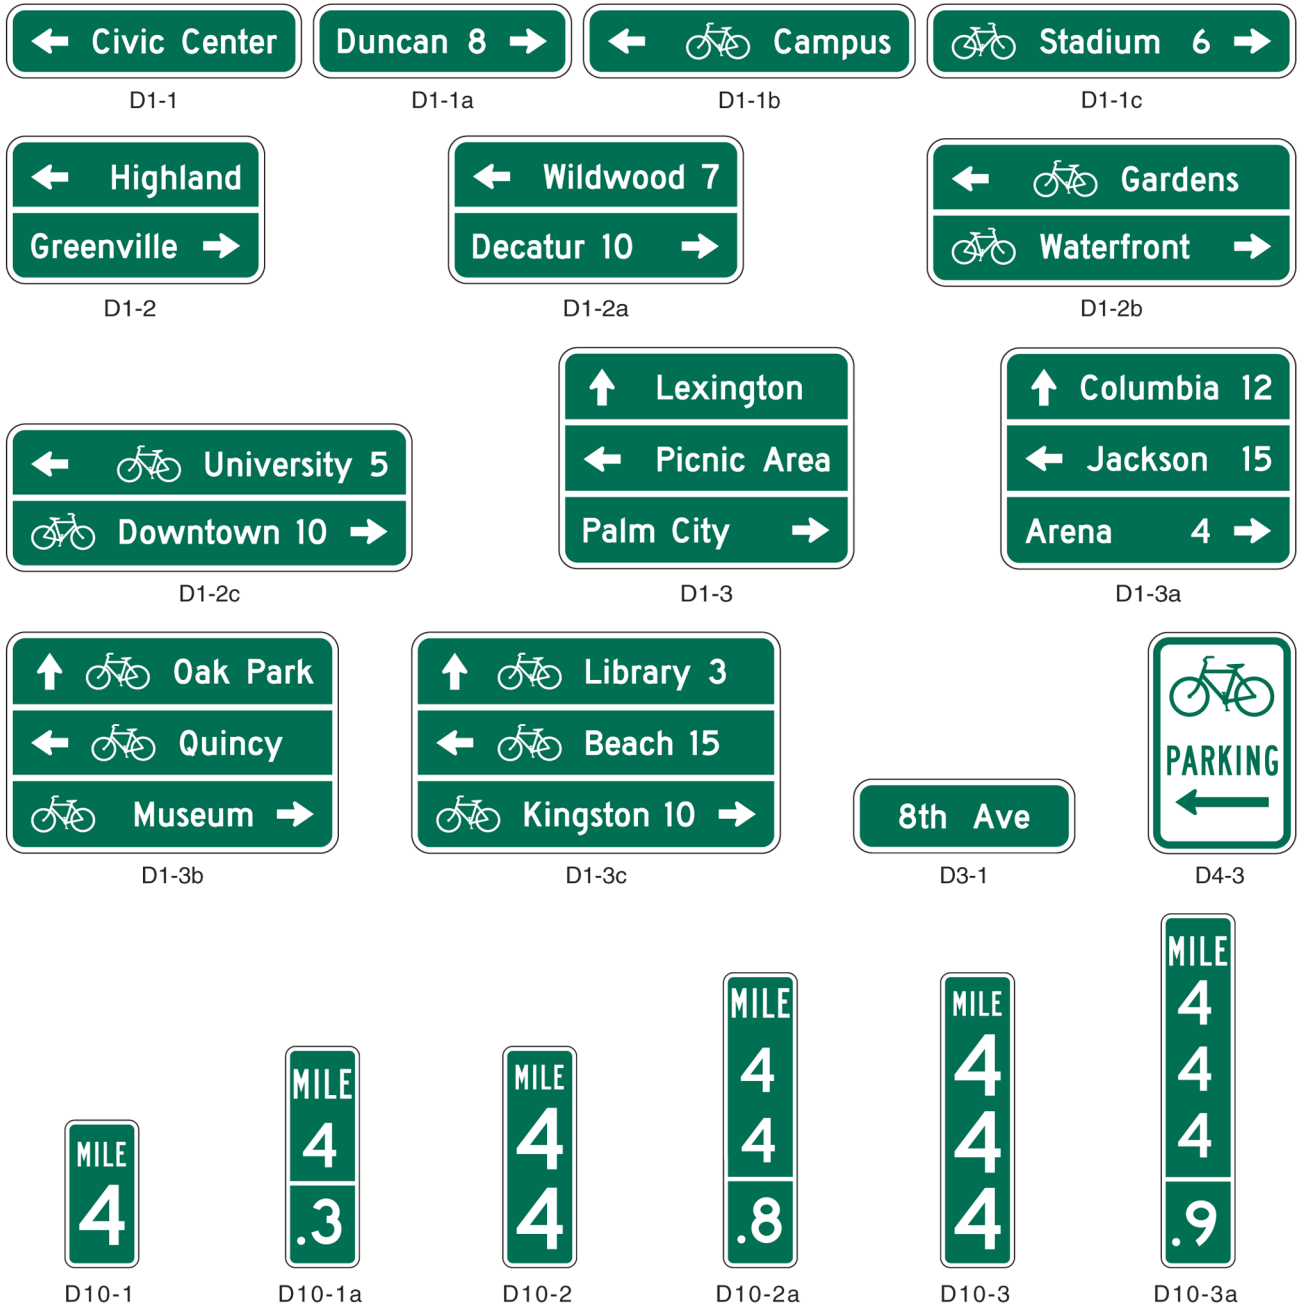 Civic Center
Duncan 8
Campus
Stadium 6
D1-1
D1-1a
D1-1b
D1-1c
Highland
Greenville
Wildwood 7
Decatur 10
Gardens
Waterfront
D1-2
D1-2a
D1-2b
University 5
Downtown 10
Lexington
Picnic Area
Palm City
Columbia 12
Jackson 15
Arena 4
D1-2c
D1-3
D1-3a
Oak Park
Quincy
Museum
Library 3
Beach 15
Kingston 10
8th Ave
PARKING
D1-3b
D1-3c
D3-1
D4-3
MILE
4
MILE
4
.3
MILE
4
4
MILE
4
4
.8
MILE
4
4
4
MILE
4
4
4
.9
D10-1
D10-1a
D10-2
D10-2a
D10-3
D10-3a